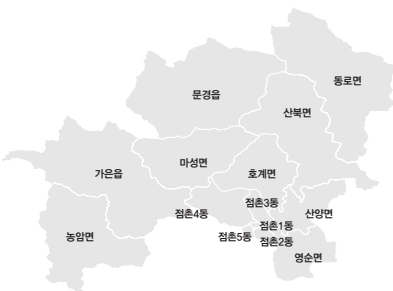 동로면
문경읍
산북면
마성면
가은읍
호계면
점촌3동
점촌4동
산양면
점촌1동
농암면
점촌5동
점촌2동
영순면